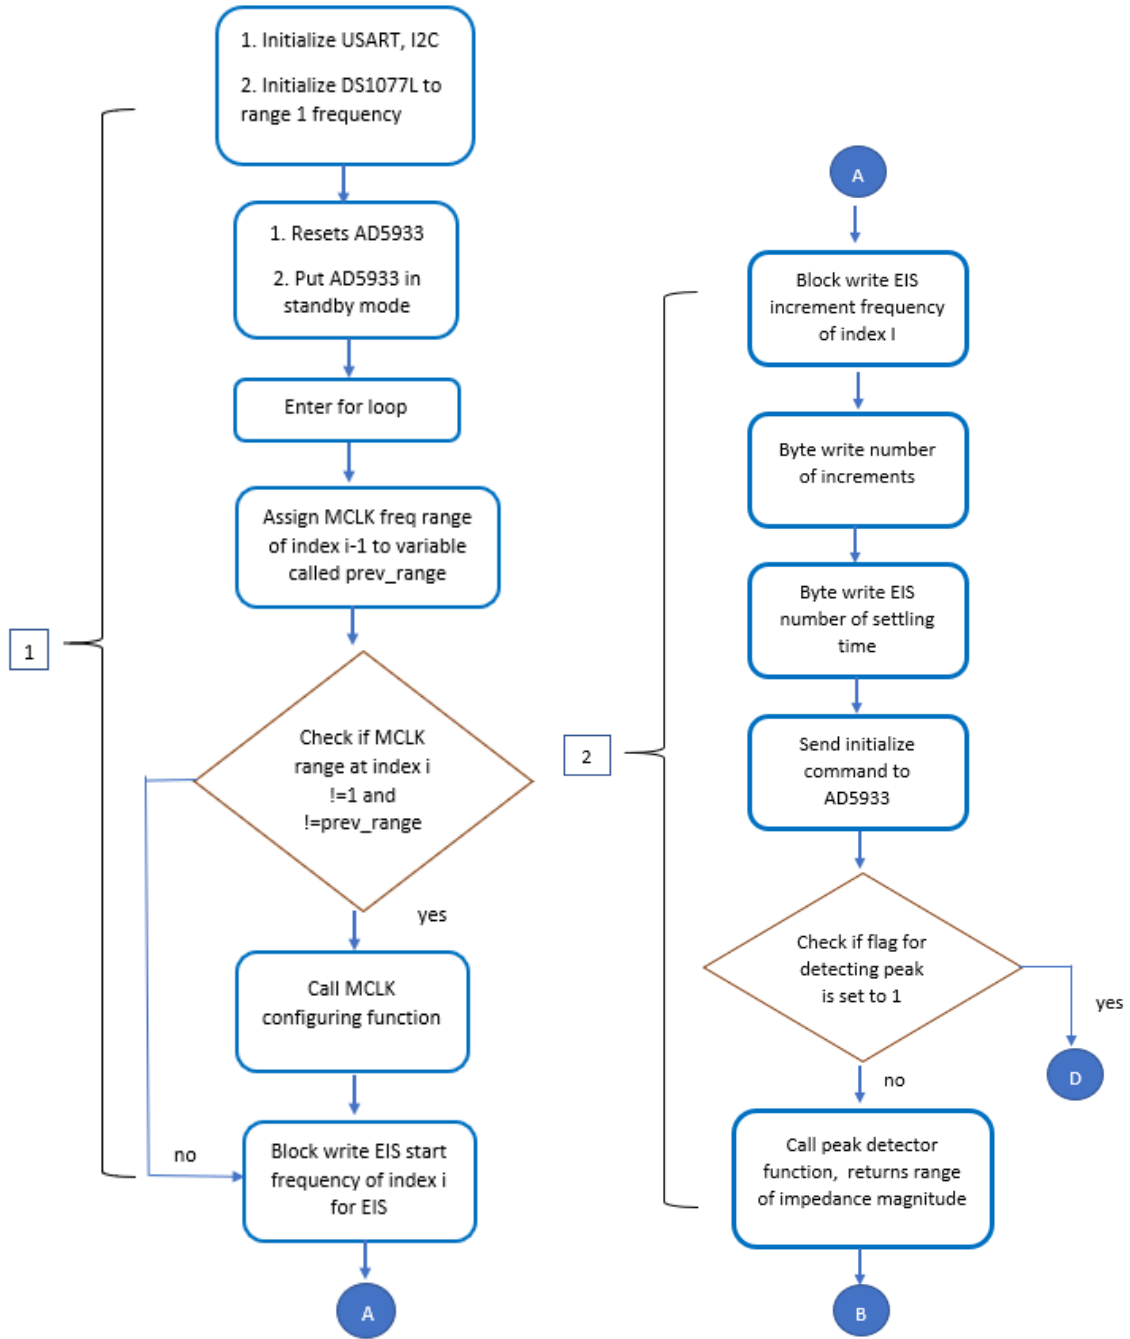 1. Initialize USART, I2C
2. Initialize DS1077L to
range 1 frequency
1. Resets AD5933
2. Put AD5933 in
standby mode
Enter for loop
Assign MCLK freq range
of index i-1 to variable
called prev_range
1
Check if MCLK
range at index i
!=1 and
!=prev_range
yes
Call MCLK
configuring function
no
Block write EIS start
frequency of index i
for EIS
A
A
Block write EIS
increment frequency
of index I
Byte write number
of increments
Byte write EIS
number of settling
time
2
Send initialize
command to
AD5933
Check if flag for
detecting peak
is set to 1
yes
D
no
Call peak detector
function, returns range
of impedance magnitude
B